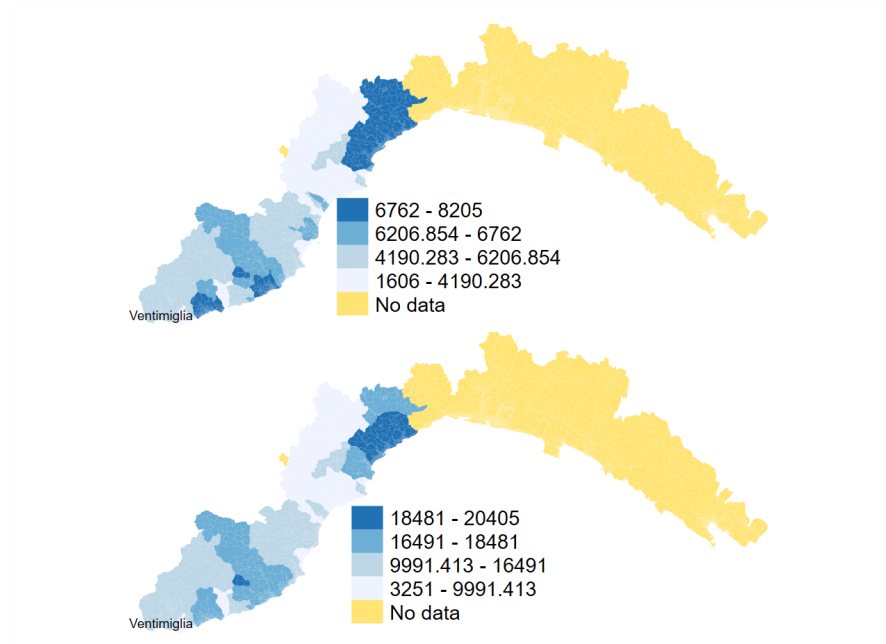 6762 - 8205
6206.854 - 6762
4190.283 - 6206.854
1606 - 4190.283
No data
Ventimiglia
18481 - 20405
16491 - 18481
9991.413 - 16491
3251 - 9991.413
No data
Ventimiglia